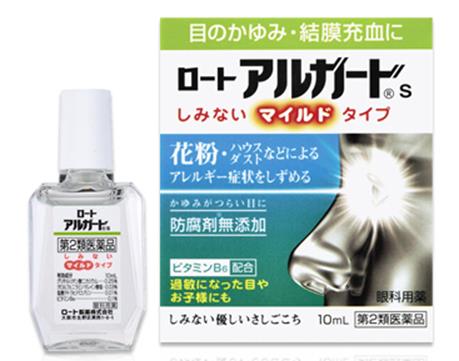 目のかゆみ・結膜充血に
ロート アルガード® s
しみない マイルド タイプ
花粉・ハウスダストなどによる
アレルギー症状をしずめる
かゆみがつらい目に
防腐剤無添加
ビタミンB₆ 配合
過敏になった目や
お子様にも
眼科用薬
しみない優しいさしごこち
10mL 第2類医薬品
ロート
アルガード
第2類医薬品
しみない
マイルドタイプ
10mL
ロート製薬株式会社